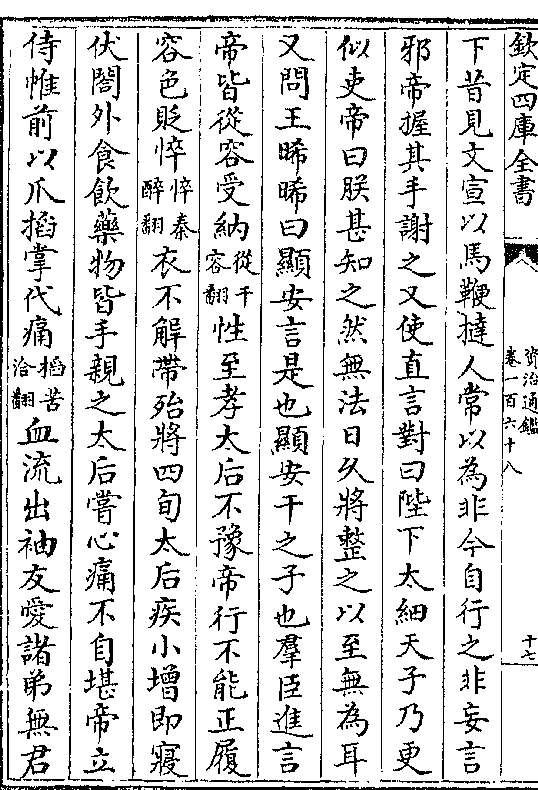 欽定四庫全書
資治通鑑
卷一百六十八
十七
下昔見文宣以馬鞭撻人常以為非今自行之非妄言
邪帝握其手謝之又使直言對曰陛下太細天子乃更
似吏帝曰朕甚知之然無法日久將整之以至無為耳
又問王晞晞曰顯安言是也顯安干之子也羣臣進言
帝皆從容受納從干容翻性至孝太后不豫帝行不能正履
容色貶悴悴秦醉翻衣不解帶殆將四旬太后疾小增即寢
伏閤外食飲藥物皆手親之太后嘗心痛不自堪帝立
侍帷前以爪掐掌代痛掐苦洽翻血流出袖友愛諸弟無君